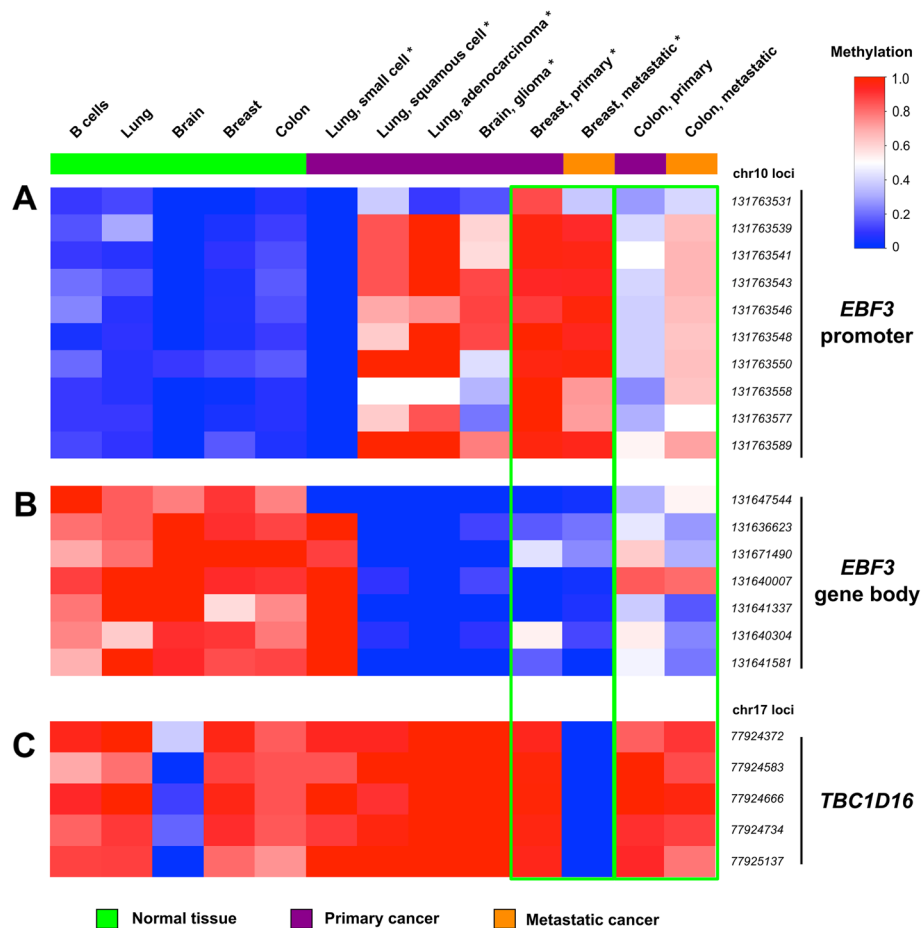 A
B cells
Lung
Brain
Breast
Colon
Lung, small cell *
Lung, squamous cell *
Lung, adenocarcinoma *
Brain, glioma *
Breast, primary *
Breast, metastatic *
Colon, primary
Colon, metastatic
Methylation
1.0
0.8
0.6
0.4
0.2
0
chr10 loci
131763531
131763539
131763541
131763543
131763546
131763548
131763550
131763558
131763577
131763589
EBF3
promoter
B
131647544
131636623
131671490
131640007
131641337
131640304
131641581
EBF3
gene body
chr17 loci
C
77924372
77924583
77924666
77924734
77925137
TBC1D16
Normal tissue
Primary cancer
Metastatic cancer